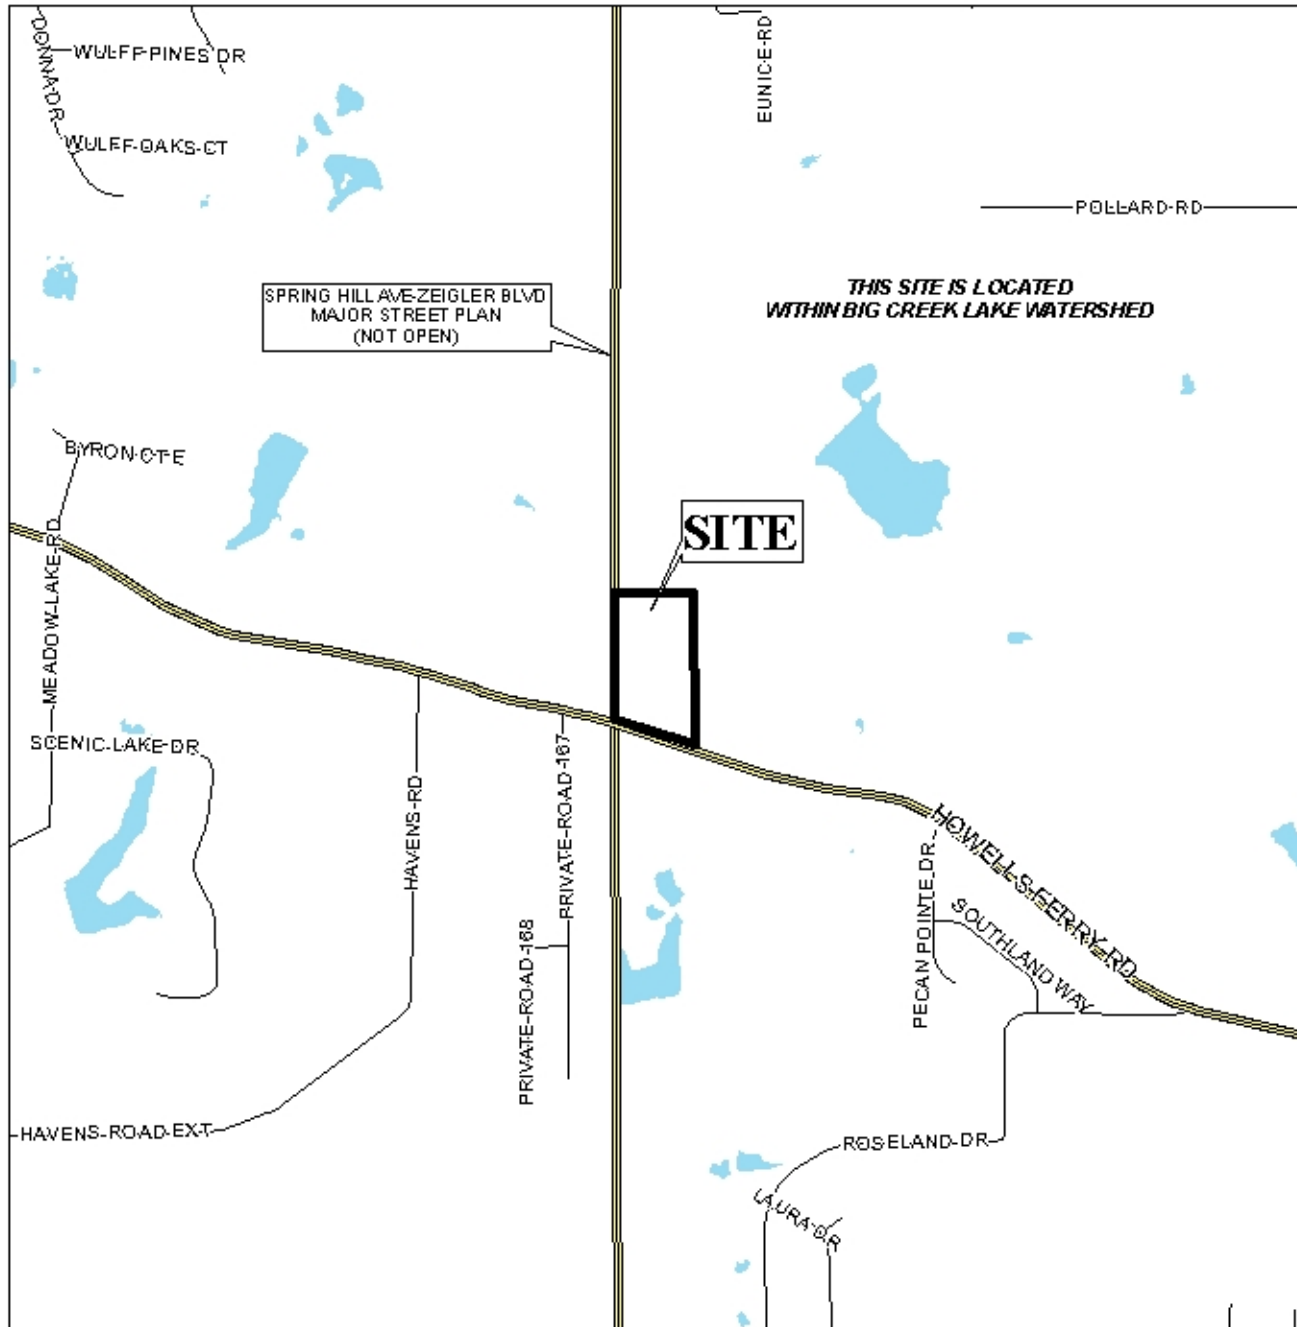 WULFF PINES DR
DONNA DR
WULFF OAKS CT
EUNICE RD
POLLARD RD
SPRING HILL AVE-ZEIGLER BLVD
MAJOR STREET PLAN
(NOT OPEN)
THIS SITE IS LOCATED
WITHIN BIG CREEK LAKE WATERSHED
BYRON CT E
SITE
MEADOW LAKE RD
SCENIC LAKE DR
HAVENS RD
PRIVATE ROAD 167
PRIVATE ROAD 168
HOWELLS FERRY RD
PECAN POINTE DR
SOUTHLAND WAY
HAVENS ROAD EXT
ROSELAND DR
LAURA DR